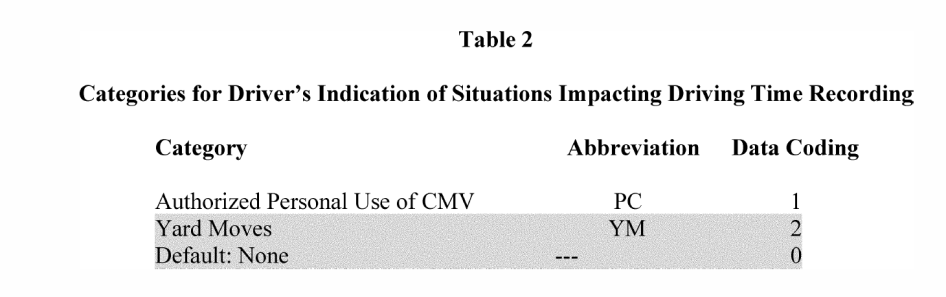 Table 2
Categories for Driver's Indication of Situations Impacting Driving Time Recording
Category Abbreviation Data Coding
Authorized Personal Use of CMV PC 1
Yard Moves YM 2
Default: None --- 0